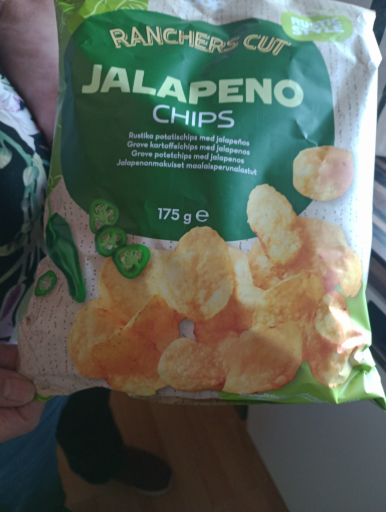 RANCHERS CUT
JALAPENO
CHIPS
Rustika potatischips med jalapeños
Grove kartoffelchips med jalapenos
Grove potetchips med jalapenos
Jalapenonmakuiset maalaisperunalastut
175 g e